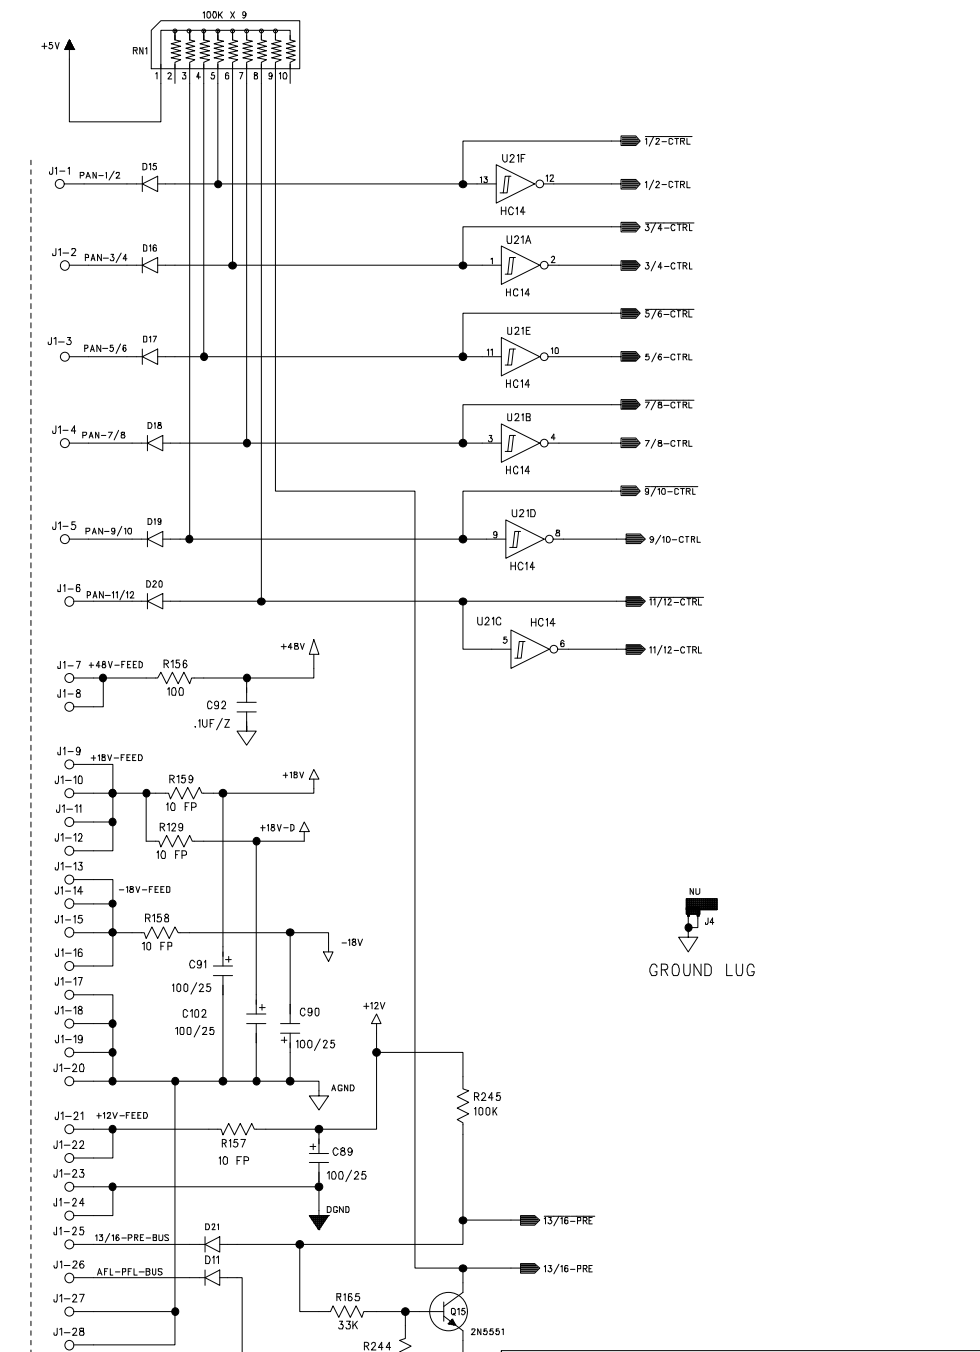 100K X 9
+5V
RN1
1 2 3 4 5 6 7 8 9 10
1/2-CTRL
J1-1 PAN-1/2 D15 U21F
13 12 1/2-CTRL
HC14
3/4-CTRL
J1-2 PAN-3/4 D16 U21A
1 2 3/4-CTRL
HC14
5/6-CTRL
J1-3 PAN-5/6 D17 U21E
11 10 5/6-CTRL
HC14
7/8-CTRL
J1-4 PAN-7/8 D18 U21B
3 4 7/8-CTRL
HC14
9/10-CTRL
J1-5 PAN-9/10 D19 U21D
9 8 9/10-CTRL
HC14
J1-6 PAN-11/12 D20 11/12-CTRL
U21C HC14
5 6 11/12-CTRL
+48V
J1-7 +48V-FEED R156
100
J1-8
C92
.1UF/Z
J1-9 +18V-FEED
J1-10 R159 +18V
10 FP
J1-11
R129 +18V-D
J1-12
10 FP
J1-13
J1-14 -18V-FEED
NU
J4
J1-15 R158
10 FP -18V
J1-16
C91 +
GROUND LUG
100/25
J1-17
+12V
J1-18 C102 + C90
100/25
+ 100/25
J1-19
J1-20 AGND
R245
100K
J1-21 +12V-FEED
J1-22 R157 + C89
10 FP
100/25
J1-23
J1-24
DGND
13/16-PRE
J1-25 13/16-PRE-BUS D21
J1-26 AFL-PFL-BUS D11 13/16-PRE
J1-27 R165 Q15
33K
2N5551
J1-28 R244